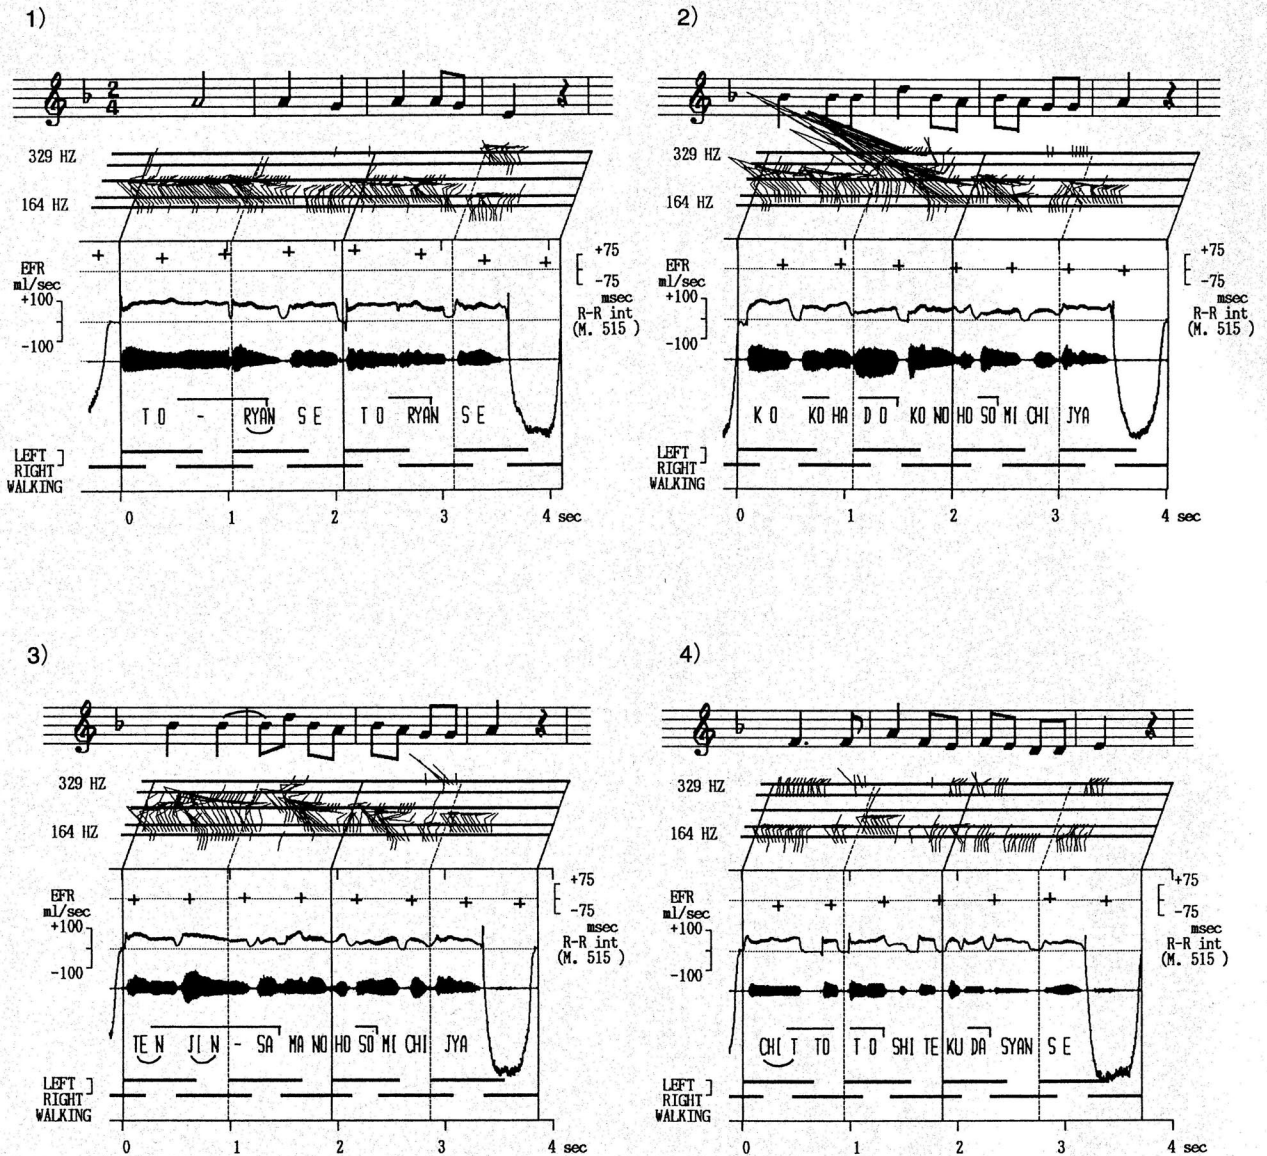 1)
2
4
329 HZ
164 HZ
EFR
ml/sec
+100
-100
+75
-75
msec
R-R int
(M. 515 )
T O - RYAN S E T O RYAN S E
LEFT
RIGHT
WALKING
0 1 2 3 4 sec
2)
329 HZ
164 HZ
EFR
ml/sec
+100
-100
+75
-75
msec
R-R int
(M. 515 )
K O KO HA D O KO NO HO SO MI CHI JYA
LEFT
RIGHT
WALKING
0 1 2 3 4 sec
3)
329 HZ
164 HZ
EFR
ml/sec
+100
-100
+75
-75
msec
R-R int
(M. 515 )
TE N JI N - SA MA NO HO SO MI CHI JYA
LEFT
RIGHT
WALKING
0 1 2 3 4 sec
4)
329 HZ
164 HZ
EFR
ml/sec
+100
-100
+75
-75
msec
R-R int
(M. 515 )
CHI T TO T O SHI TE KU DA SYAN S E
LEFT
RIGHT
WALKING
0 1 2 3 4 sec